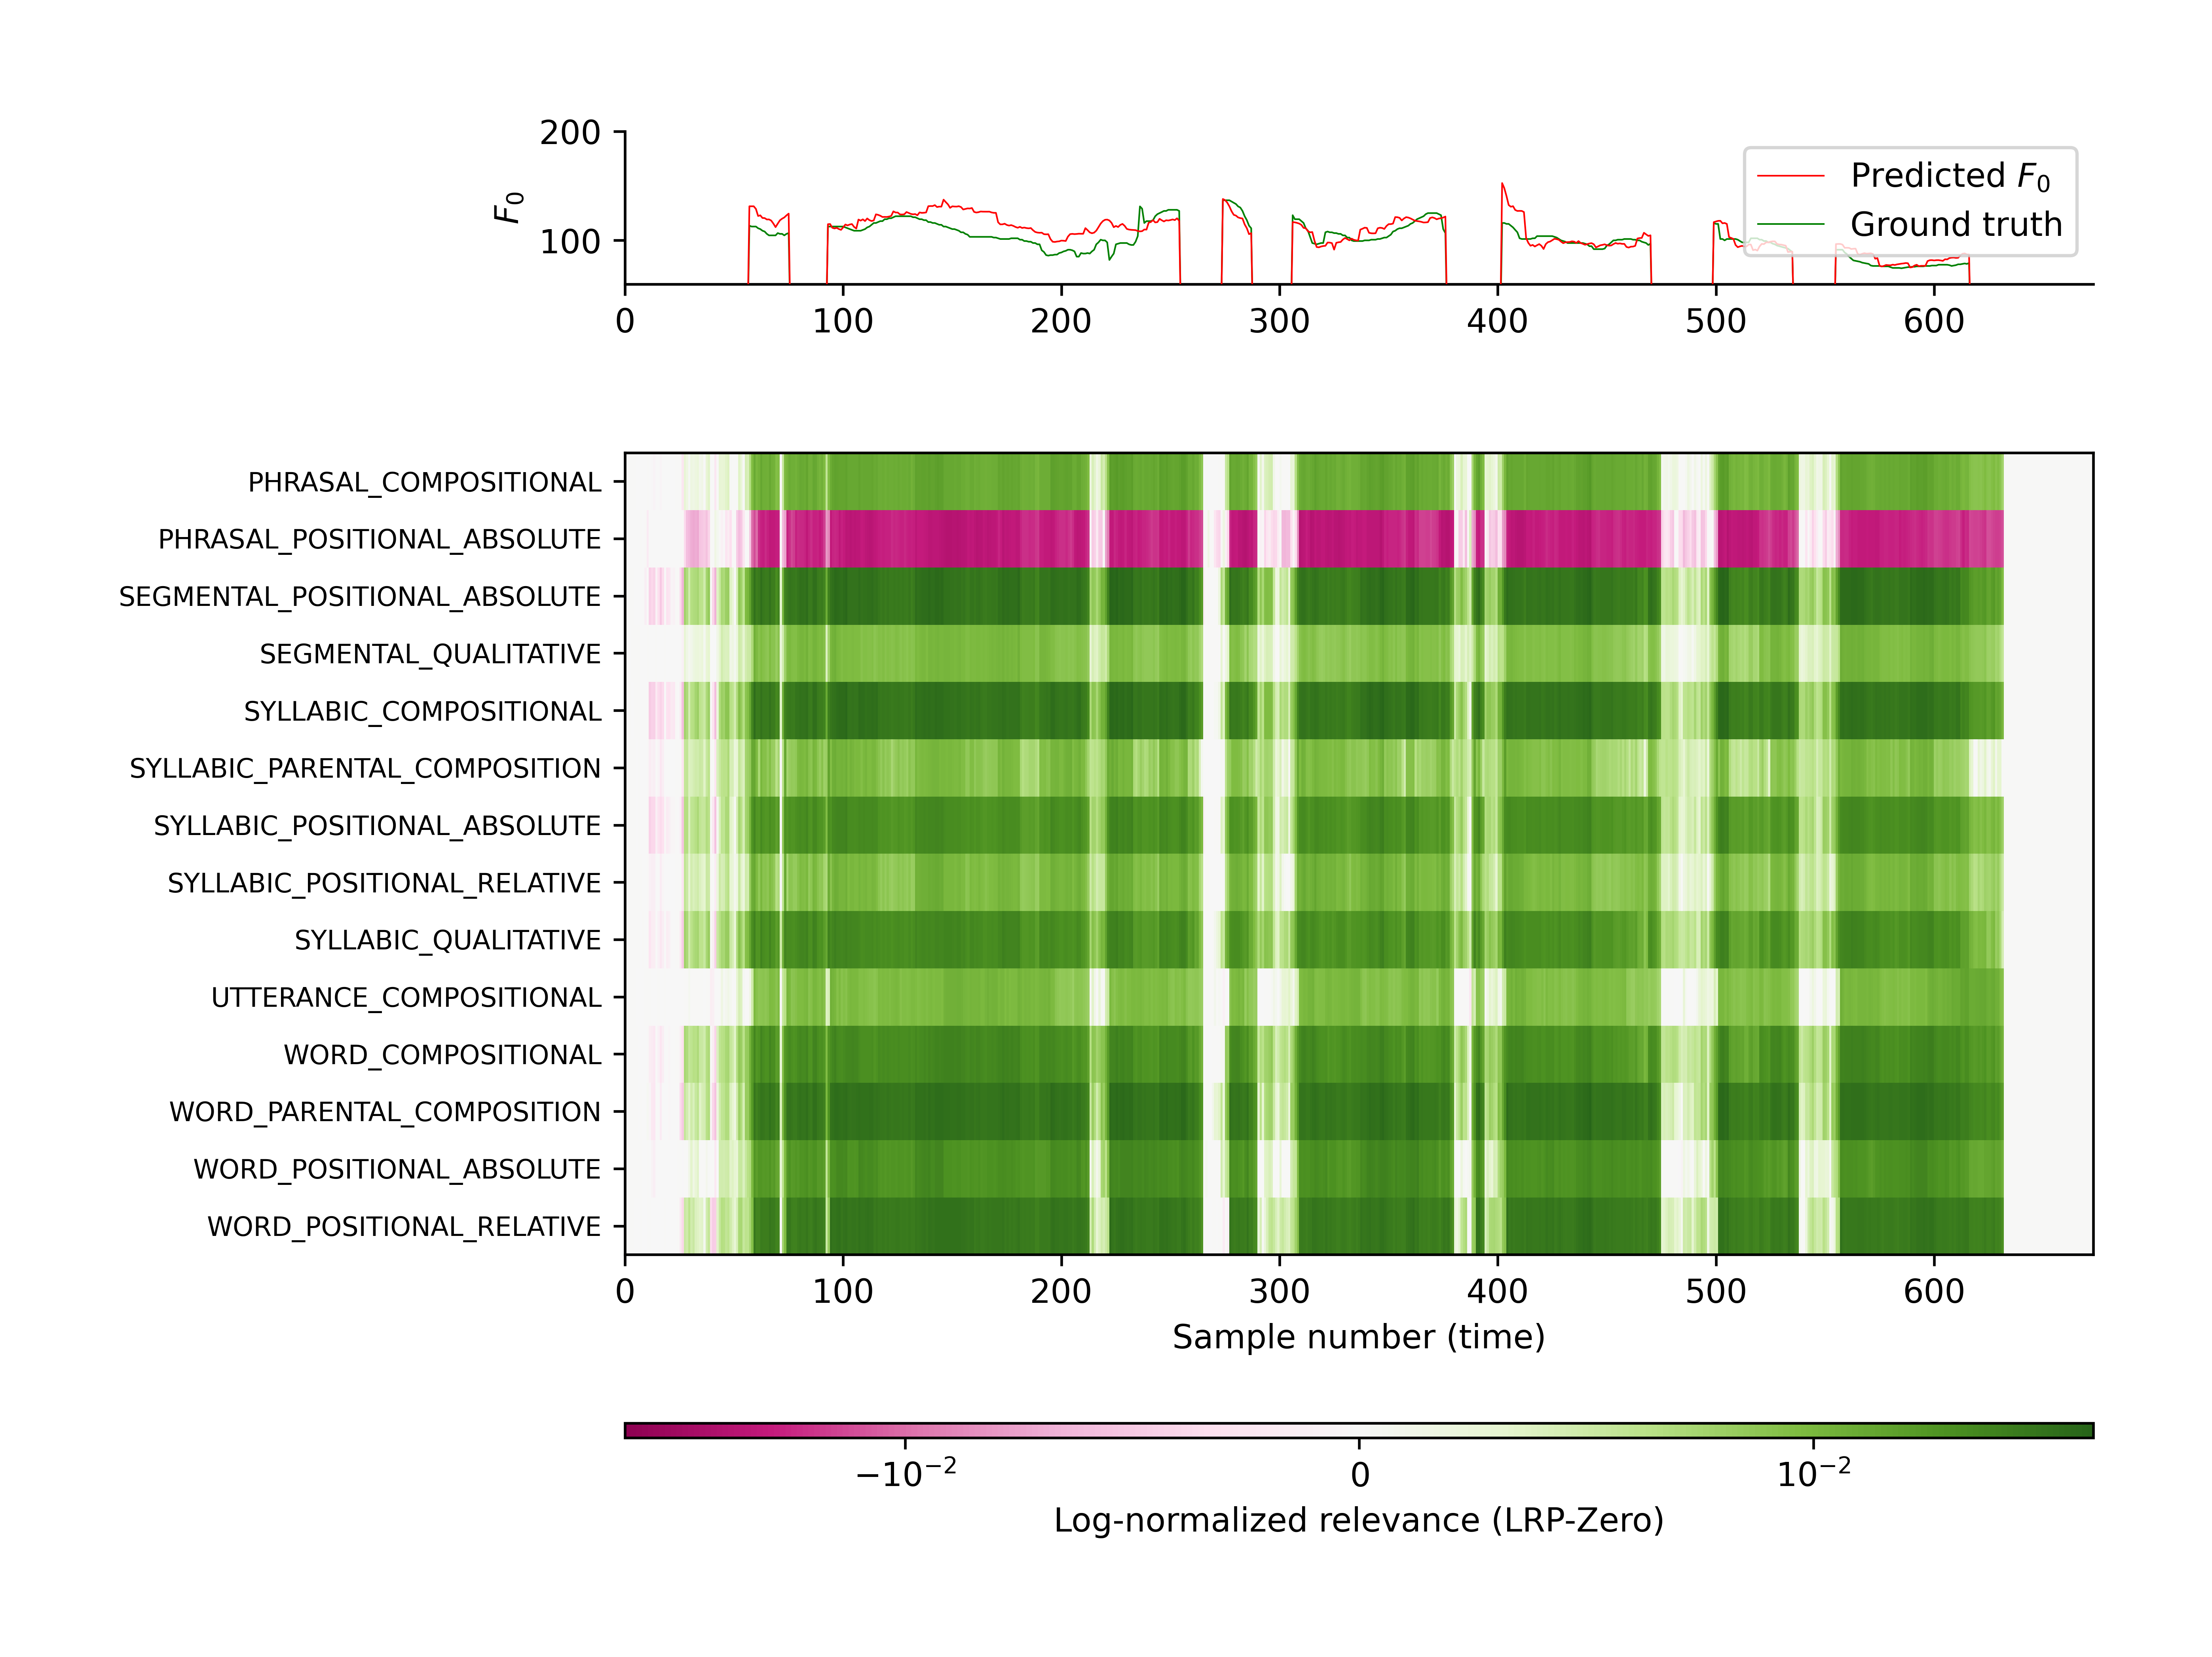 200
100
F0
Predicted F0
Ground truth
0 100 200 300 400 500 600
PHRASAL_COMPOSITIONAL
PHRASAL_POSITIONAL_ABSOLUTE
SEGMENTAL_POSITIONAL_ABSOLUTE
SEGMENTAL_QUALITATIVE
SYLLABIC_COMPOSITIONAL
SYLLABIC_PARENTAL_COMPOSITION
SYLLABIC_POSITIONAL_ABSOLUTE
SYLLABIC_POSITIONAL_RELATIVE
SYLLABIC_QUALITATIVE
UTTERANCE_COMPOSITIONAL
WORD_COMPOSITIONAL
WORD_PARENTAL_COMPOSITION
WORD_POSITIONAL_ABSOLUTE
WORD_POSITIONAL_RELATIVE
0 100 200 300 400 500 600
Sample number (time)
−10⁻² 0 10⁻²
Log-normalized relevance (LRP-Zero)